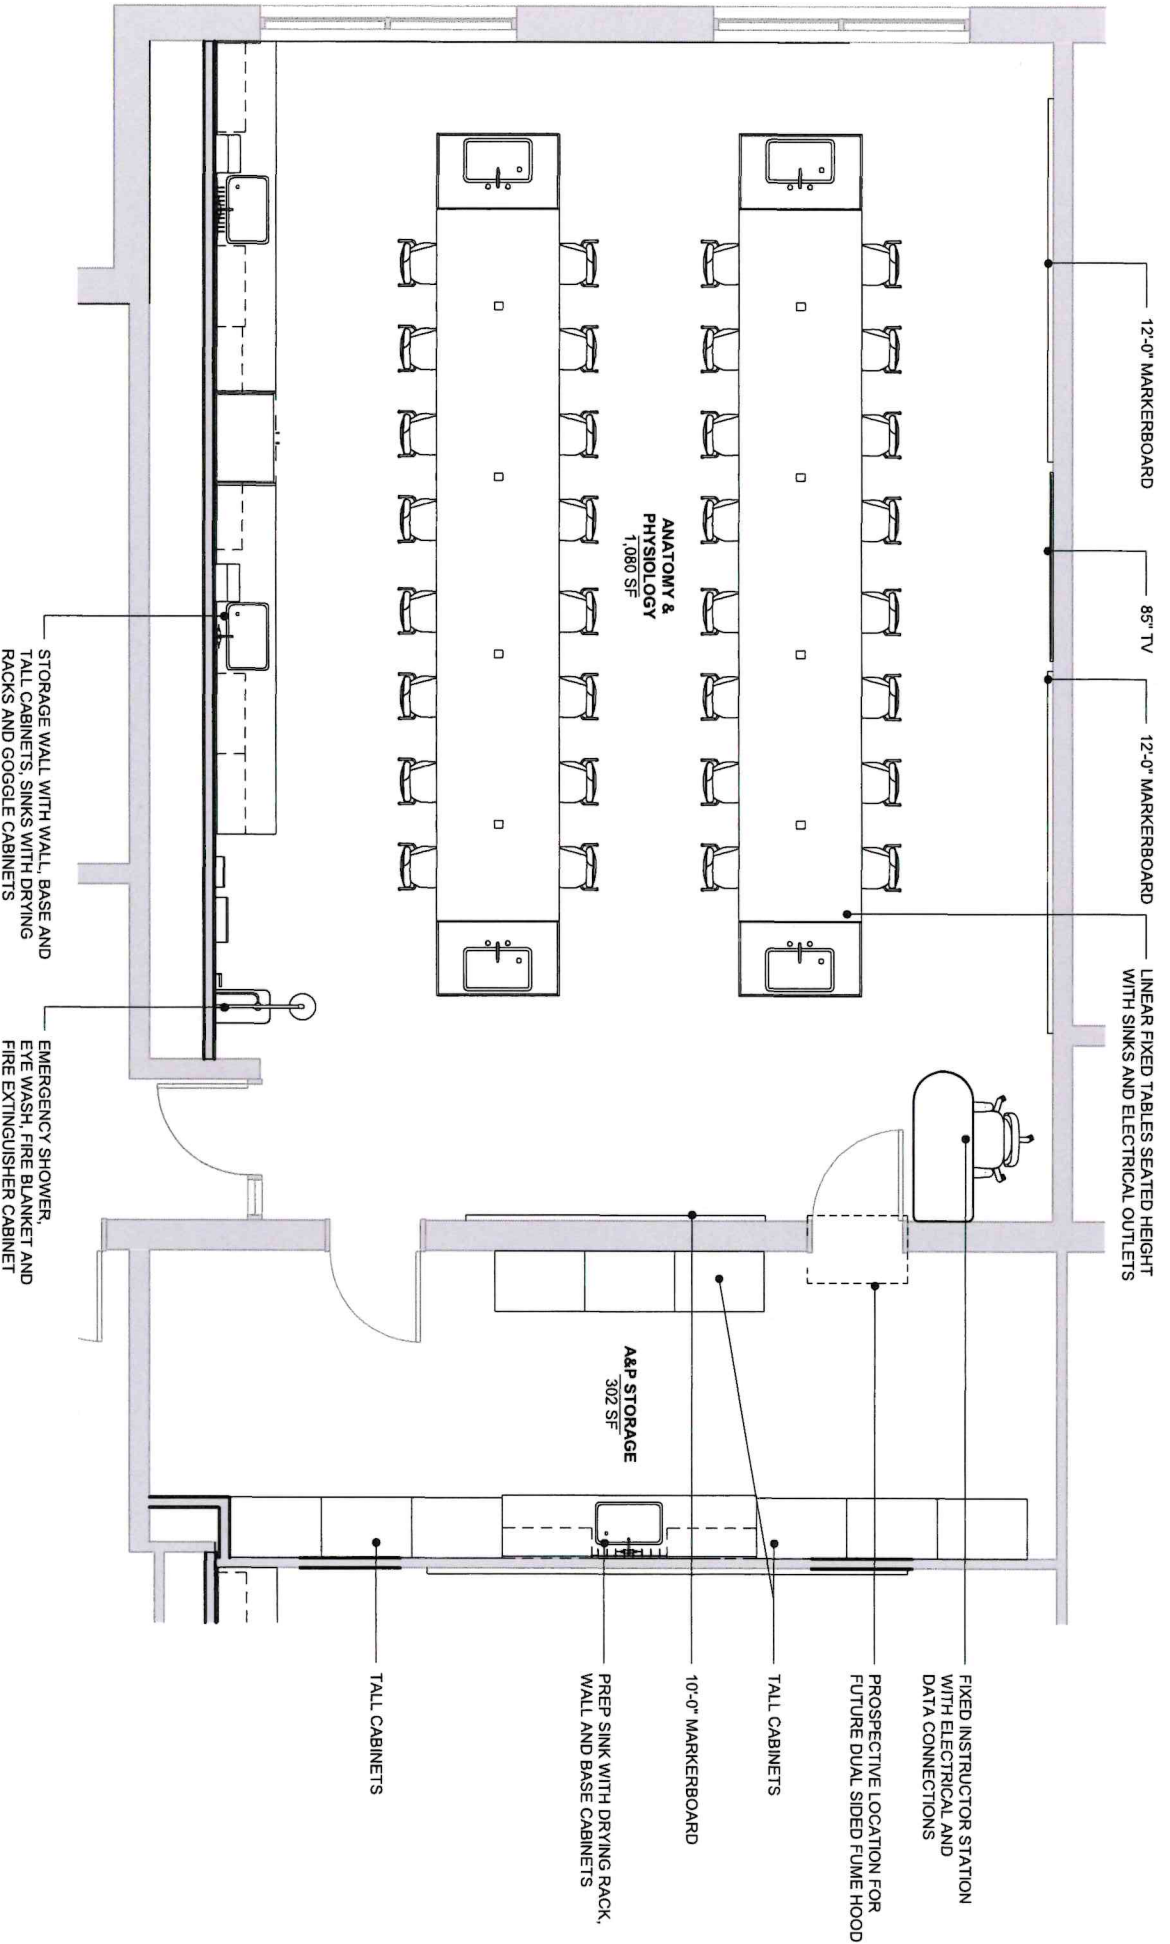 12'-0" MARKERBOARD
85" TV
12'-0" MARKERBOARD
LINEAR FIXED TABLES SEATED HEIGHT
WITH SINKS AND ELECTRICAL OUTLETS
ANATOMY &
PHYSIOLOGY
1,080 SF
STORAGE WALL WITH WALL, BASE AND
TALL CABINETS, SINKS WITH DRYING
RACKS AND GOGGLE CABINETS
EMERGENCY SHOWER,
EYE WASH, FIRE BLANKET AND
FIRE EXTINGUISHER CABINET
A&P STORAGE
302 SF
FIXED INSTRUCTOR STATION
WITH ELECTRICAL AND
DATA CONNECTIONS
PROSPECTIVE LOCATION FOR
FUTURE DUAL SIDED FUME HOOD
TALL CABINETS
10'-0" MARKERBOARD
PREP SINK WITH DRYING RACK,
WALL AND BASE CABINETS
TALL CABINETS